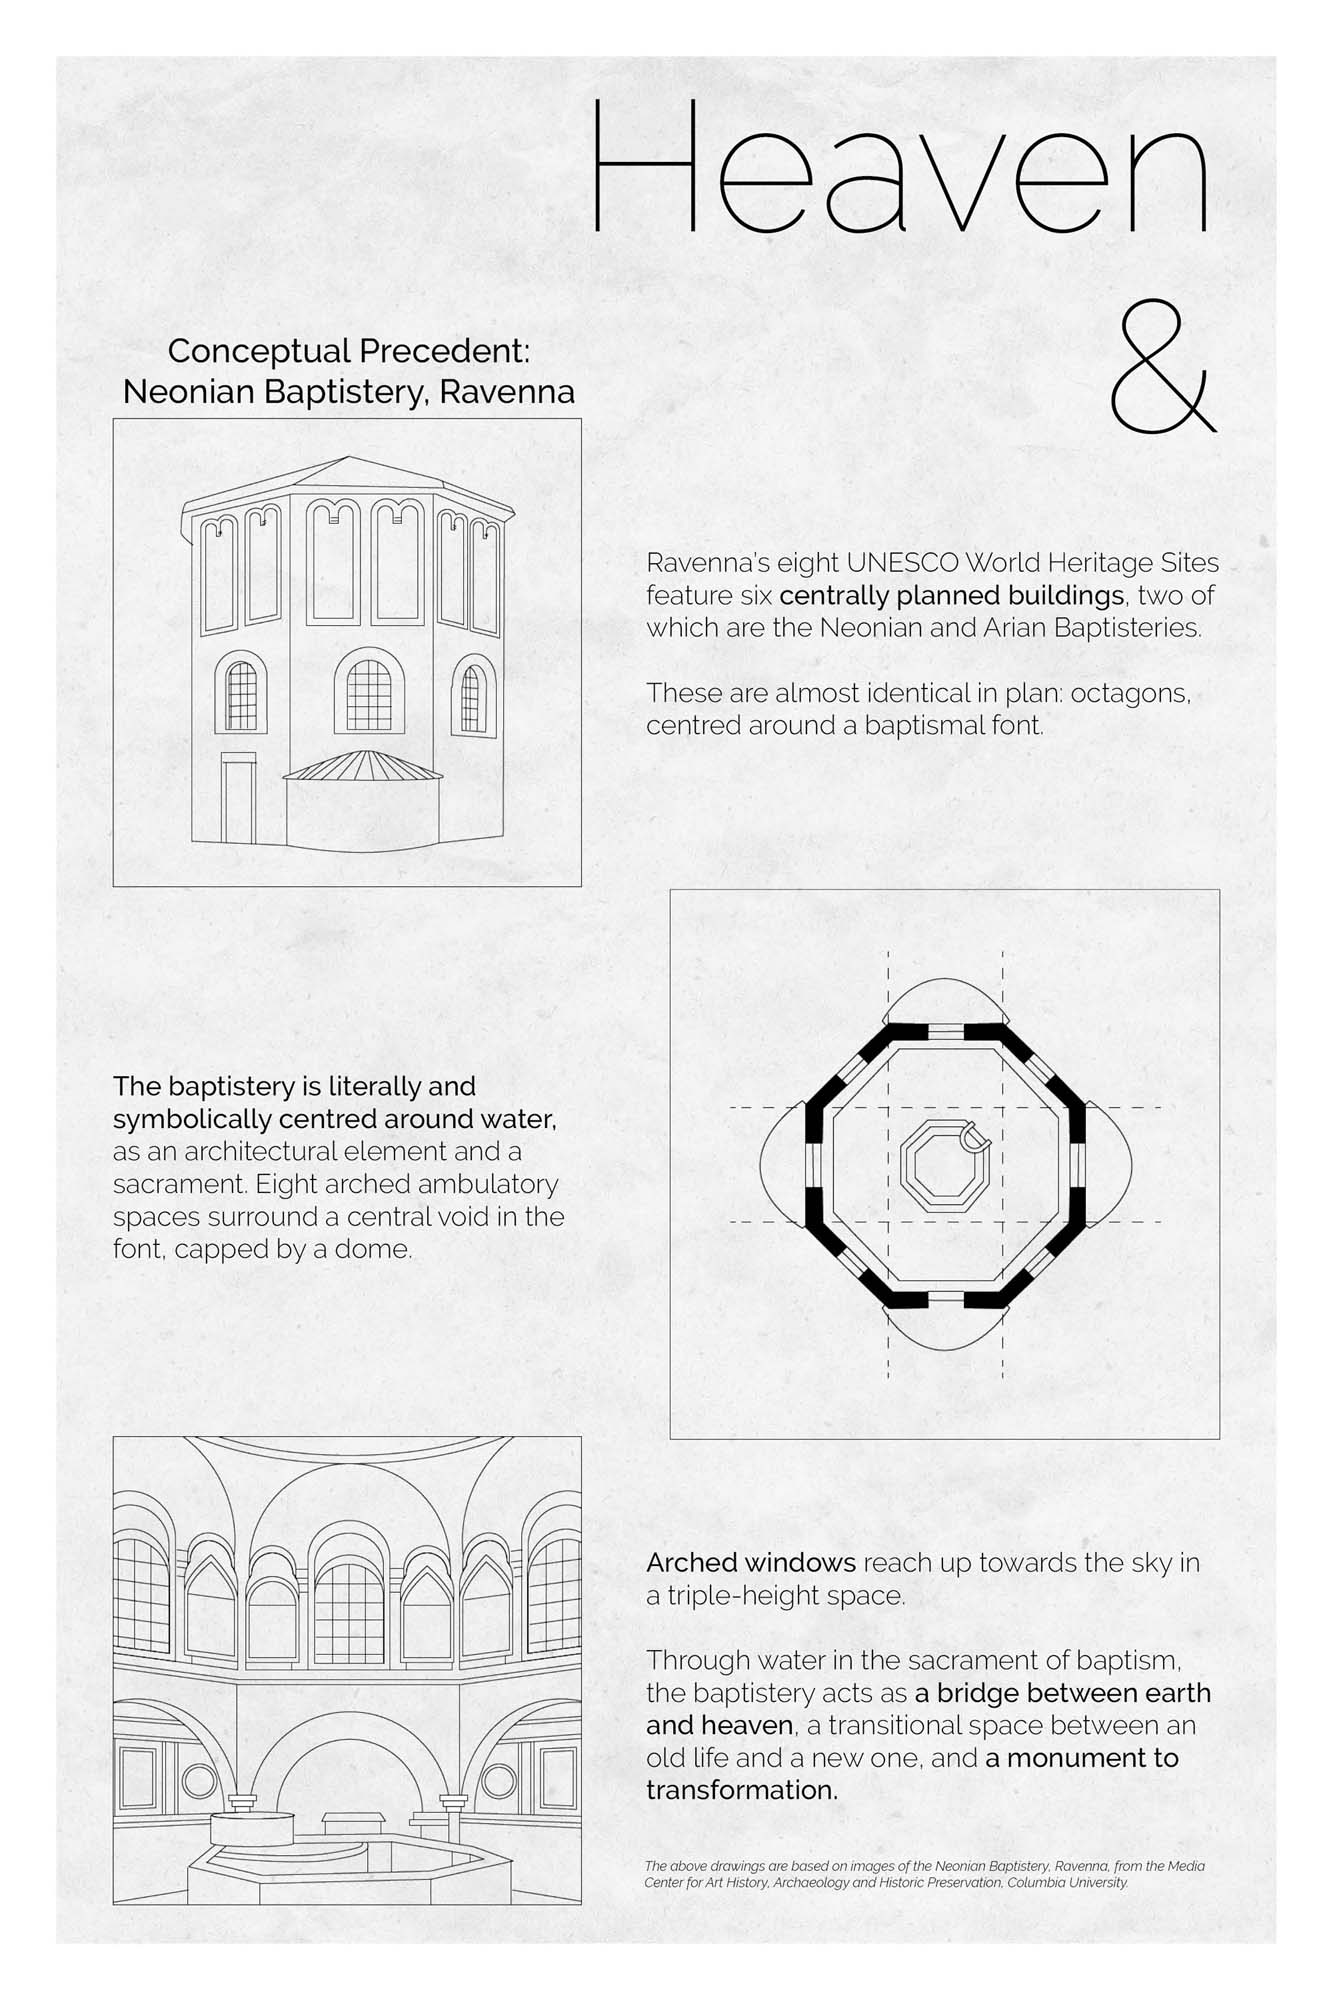 Heaven
&
Conceptual Precedent:
Neonian Baptistery, Ravenna
Ravenna's eight UNESCO World Heritage Sites
feature six centrally planned buildings, two of
which are the Neonian and Arian Baptisteries.
These are almost identical in plan: octagons,
centred around a baptismal font.
The baptistery is literally and
symbolically centred around water,
as an architectural element and a
sacrament. Eight arched ambulatory
spaces surround a central void in the
font, capped by a dome.
Arched windows reach up towards the sky in
a triple-height space.
Through water in the sacrament of baptism,
the baptistery acts as a bridge between earth
and heaven, a transitional space between an
old life and a new one, and a monument to
transformation.
The above drawings are based on images of the Neonian Baptistery, Ravenna, from the Media
Center for Art History, Archaeology and Historic Preservation, Columbia University.